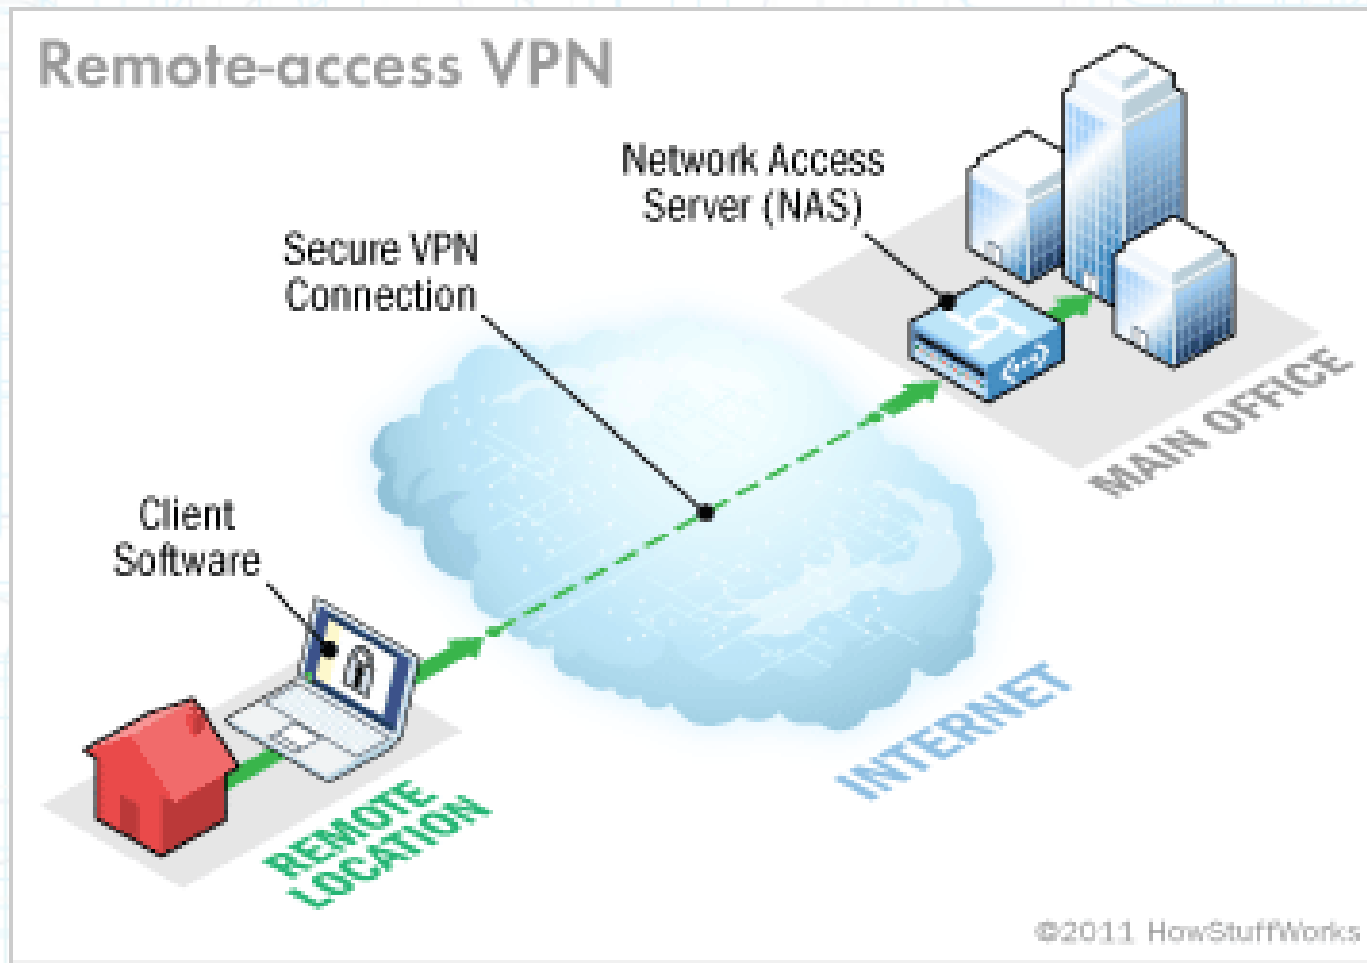 Remote-access VPN
Network Access
Server (NAS)
Secure VPN
Connection
Client
Software
MAIN OFFICE
INTERNET
REMOTE
LOCATION
©2011 HowStuffWorks